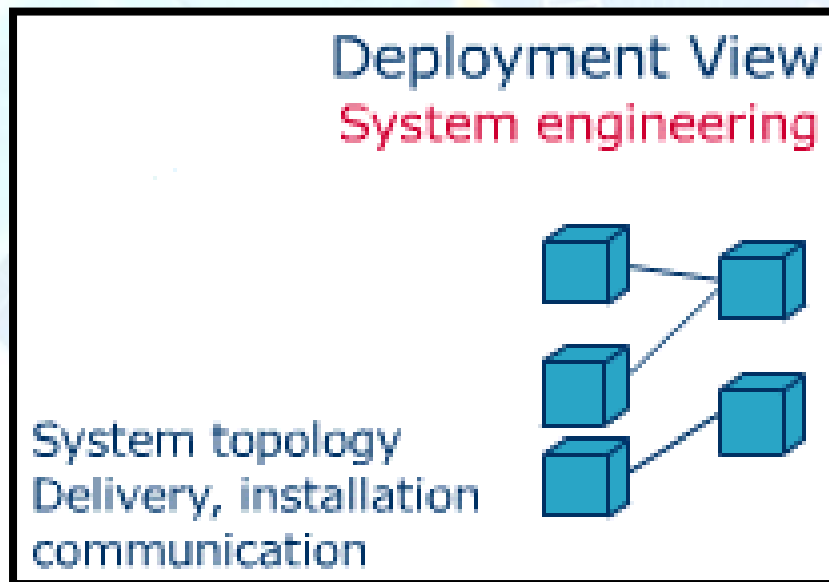 Deployment View
System engineering
System topology
Delivery, installation
communication